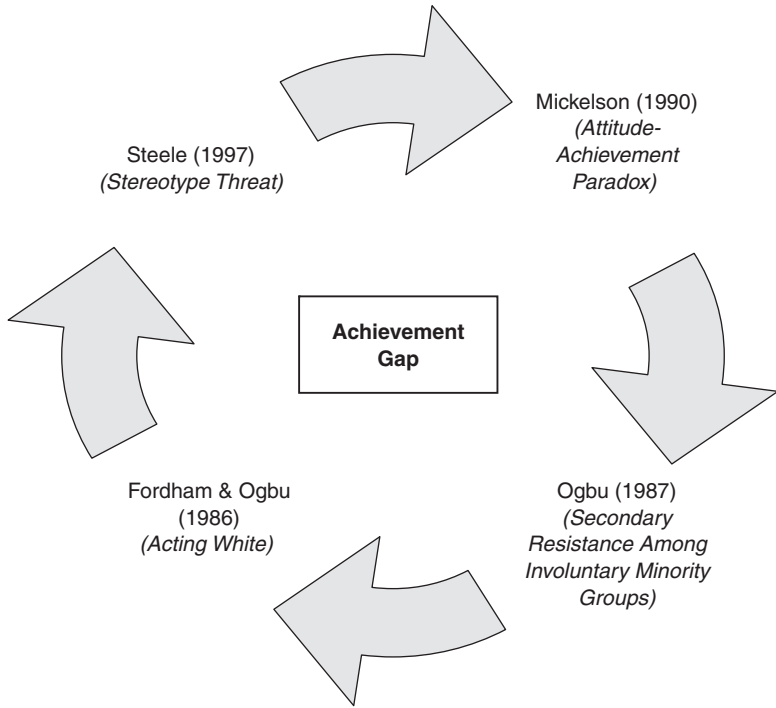 Mickelson (1990)
(Attitude-
Achievement
Paradox)
Steele (1997)
(Stereotype Threat)
Achievement
Gap
Fordham & Ogbu
(1986)
(Acting White)
Ogbu (1987)
(Secondary
Resistance Among
Involuntary Minority
Groups)